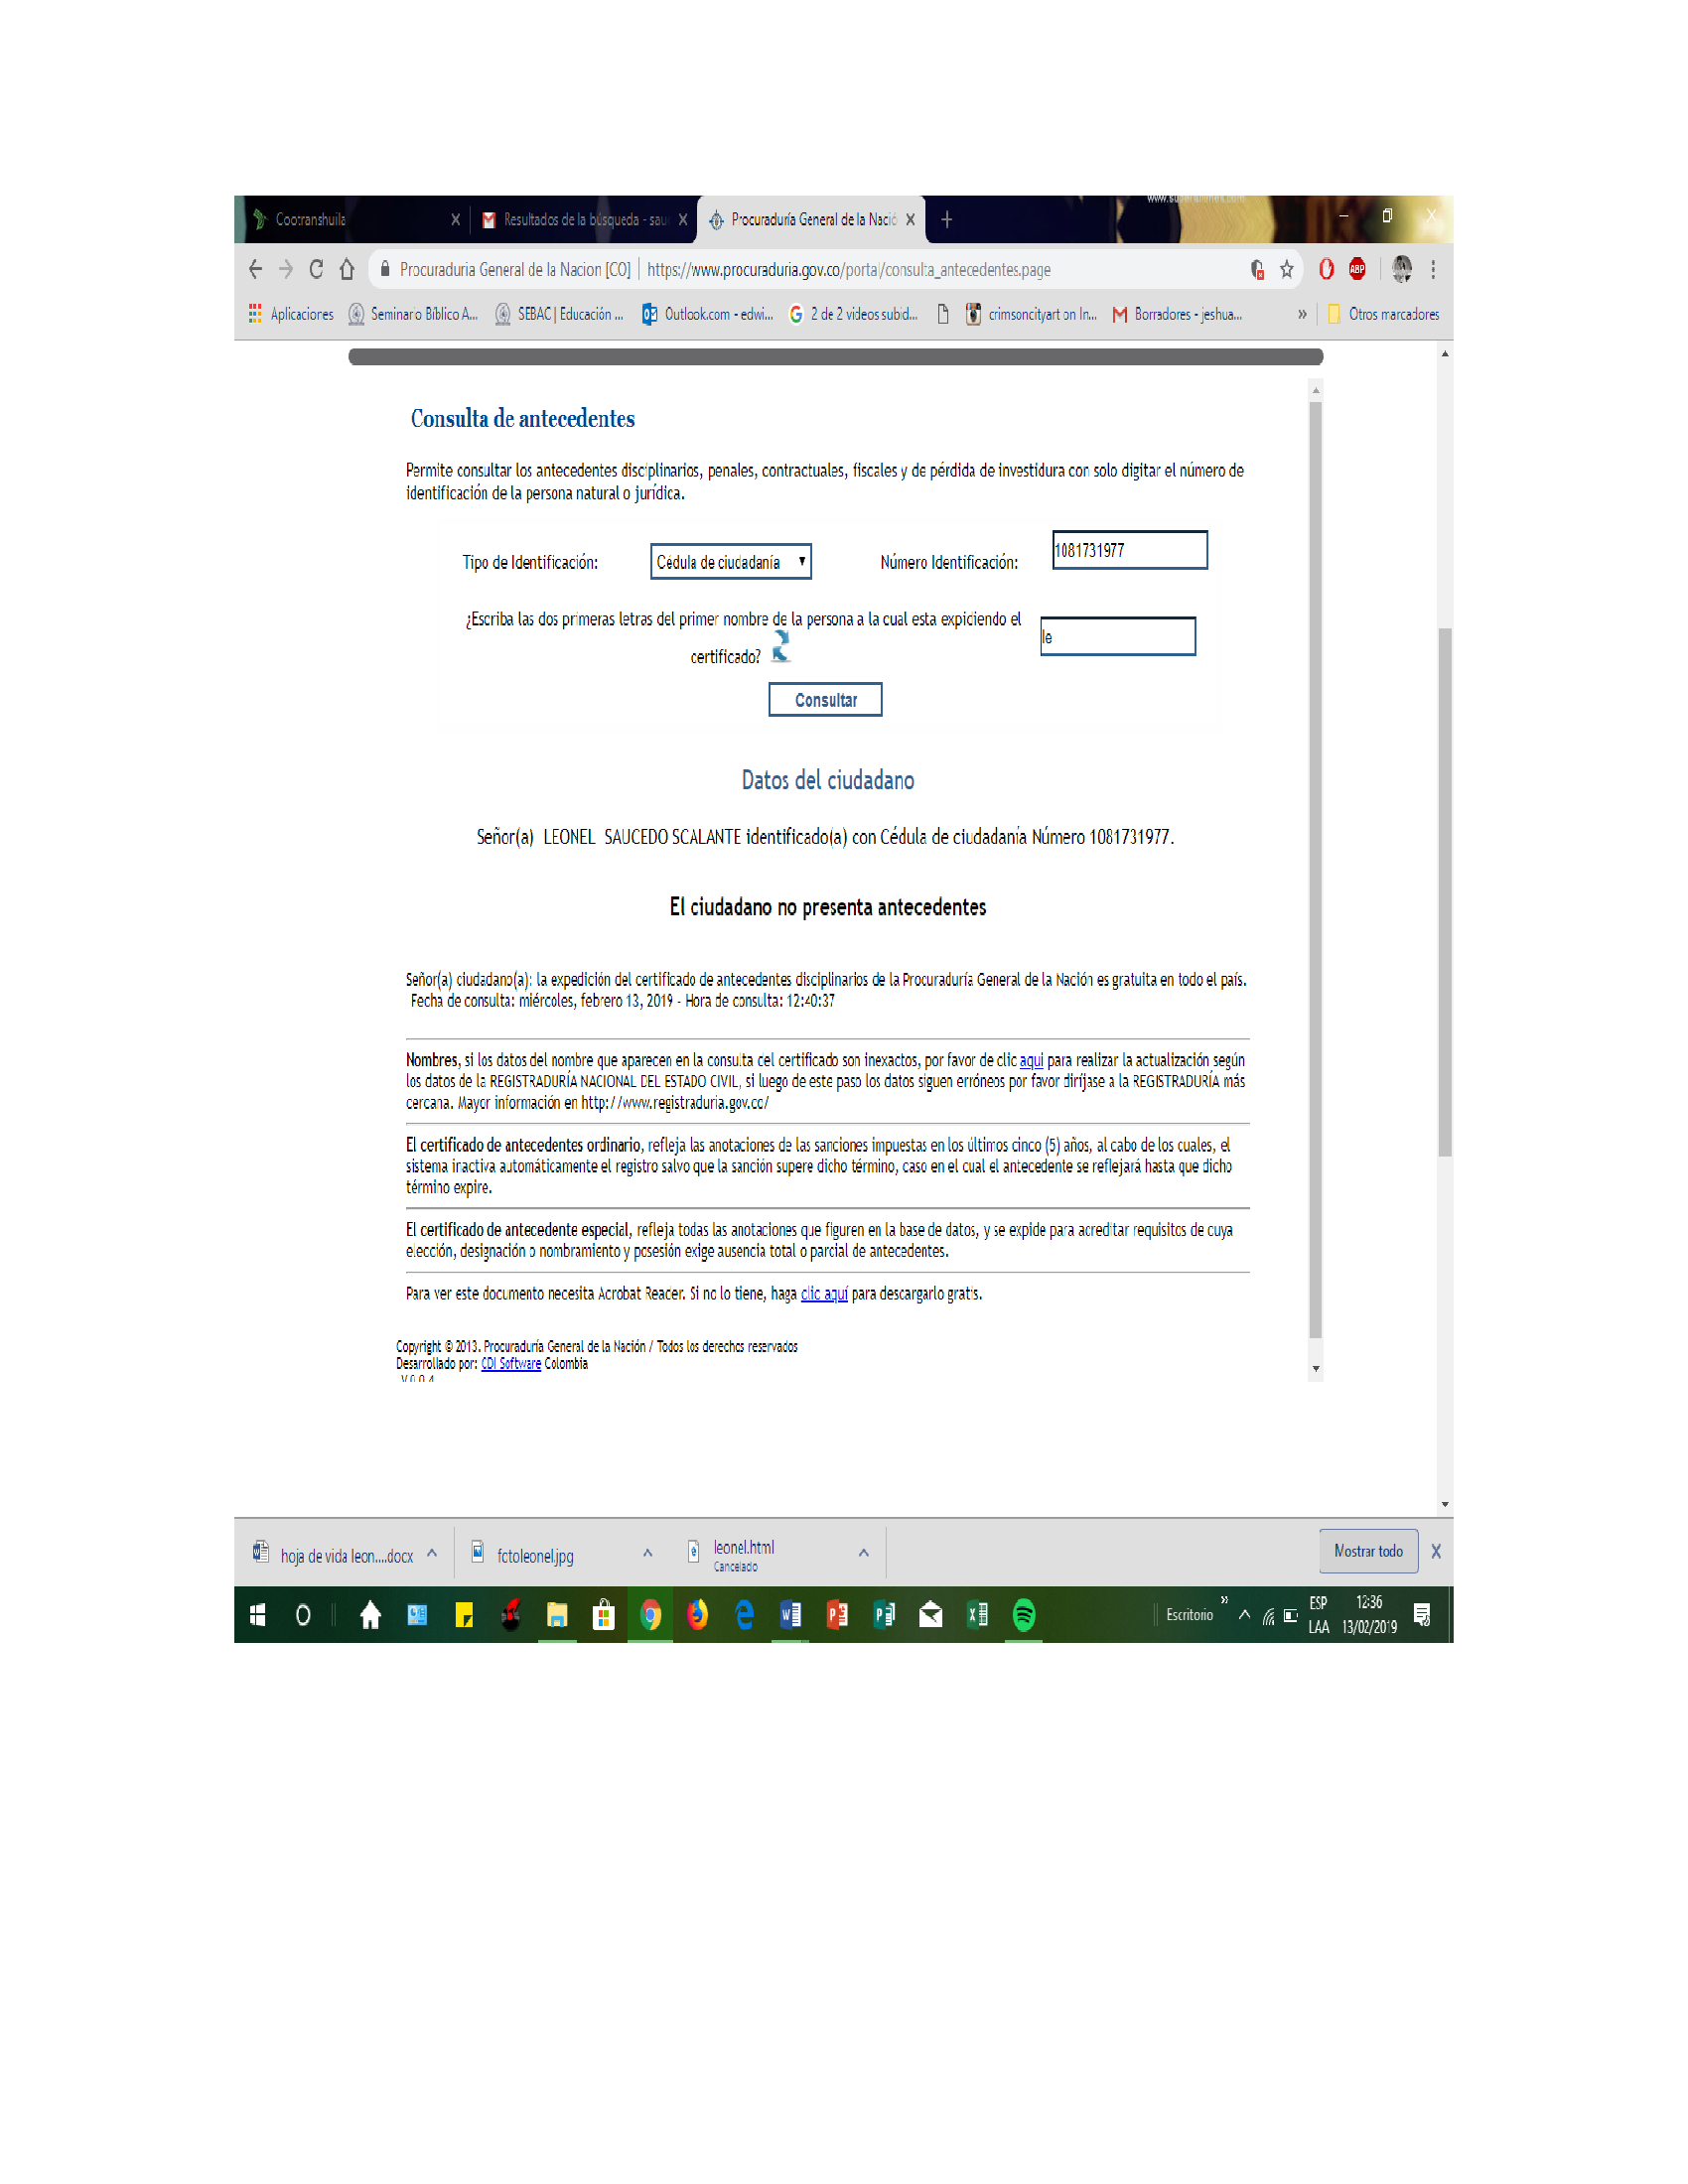 www.superanimes.com
Cootranshuila
Resultados de la búsqueda - sau
Procuraduría General de la Nació
Procuraduria General de la Nacion [CO] | https://www.procuraduria.gov.co/portal/consulta_antecedentes.page
Aplicaciones
Seminario Bíblico A...
SEBAC | Educación ...
Outlook.com - edwi...
2 de 2 videos subid...
crimsoncityart on In...
Borradores - jeshua...
»
Otros marcadores
Consulta de antecedentes
Permite consultar los antecedentes disciplinarios, penales, contractuales, fiscales y de pérdida de investidura con solo digitar el número de
identificación de la persona natural o jurídica.
Tipo de Identificación: Cédula de ciudadanía Número Identificación: 1081731977
¿Escriba las dos primeras letras del primer nombre de la persona a la cual esta expidiendo el
certificado? le
Consultar
Datos del ciudadano
Señor(a) LEONEL SAUCEDO SCALANTE identificado(a) con Cédula de ciudadanía Número 1081731977.
El ciudadano no presenta antecedentes
Señor(a) ciudadano(a): la expedición del certificado de antecedentes disciplinarios de la Procuraduría General de la Nación es gratuita en todo el país.
Fecha de consulta: miércoles, febrero 13, 2019 - Hora de consulta: 12:40:37
Nombres, si los datos del nombre que aparecen en la consulta del certificado son inexactos, por favor de clic aqui para realizar la actualización según
los datos de la REGISTRADURÍA NACIONAL DEL ESTADO CIVIL, si luego de este paso los datos siguen erróneos por favor diríjase a la REGISTRADURÍA más
cercana. Mayor información en http://www.registraduria.gov.co/
El certificado de antecedentes ordinario, refleja las anotaciones de las sanciones impuestas en los últimos cinco (5) años, al cabo de los cuales, el
sistema inactiva automáticamente el registro salvo que la sanción supere dicho término, caso en el cual el antecedente se reflejará hasta que dicho
término expire.
El certificado de antecedente especial, refleja todas las anotaciones que figuren en la base de datos, y se expide para acreditar requisitos de cuya
elección, designación o nombramiento y posesión exige ausencia total o parcial de antecedentes.
Para ver este documento necesita Acrobat Reader. Si no lo tiene, haga clic aquí para descargarlo gratis.
Copyright © 2013. Procuraduría General de la Nación / Todos los derechos reservados
Desarrollado por: CDI Software Colombia
V.0.0.4
hoja de vida leon....docx
fotoleonel.jpg
leonel.html
Cancelado
Mostrar todo
Escritorio »
ESP
LAA
12:36
13/02/2019